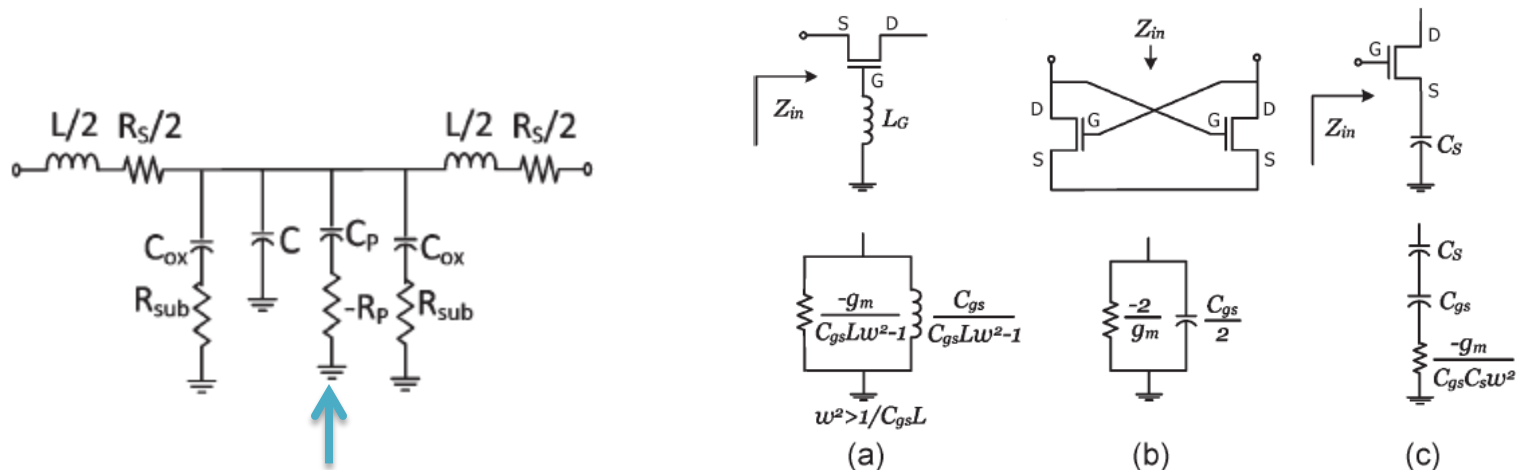 L/2 R_S/2 L/2 R_S/2
C_ox C C_P C_ox
R_sub -R_P R_sub
S D
G
Z_in
L_G
-g_m/(C_gsLw²-1) C_gs/(C_gsLw²-1)
w²>1/C_gsL
(a)
Z_in
D G G D
S S
-2/g_m C_gs/2
(b)
D
G
S
Z_in
C_S
C_S
C_gs
-g_m/(C_gsC_sw²)
(c)